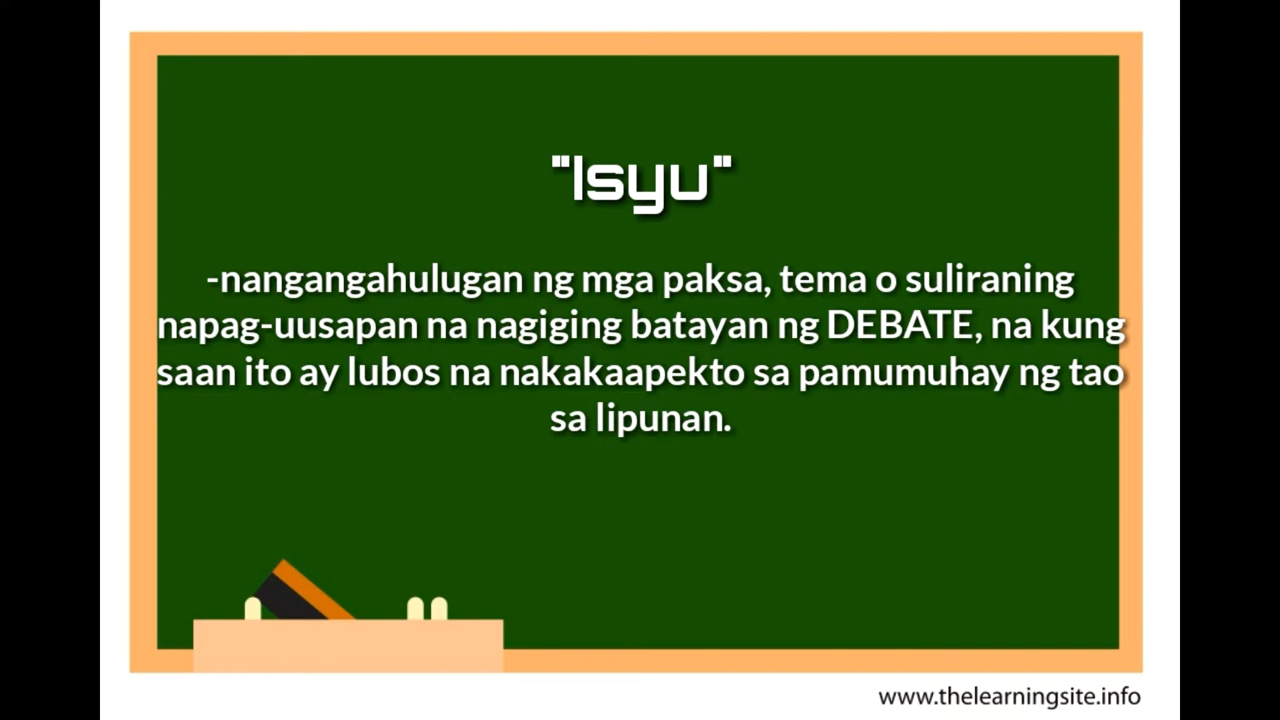 "Isyu"
-nangangahulugan ng mga paksa, tema o suliraning
napag-uusapan na nagiging batayan ng DEBATE, na kung
saan ito ay lubos na nakakaapekto sa pamumuhay ng tao
sa lipunan.
www.thelearningsite.info